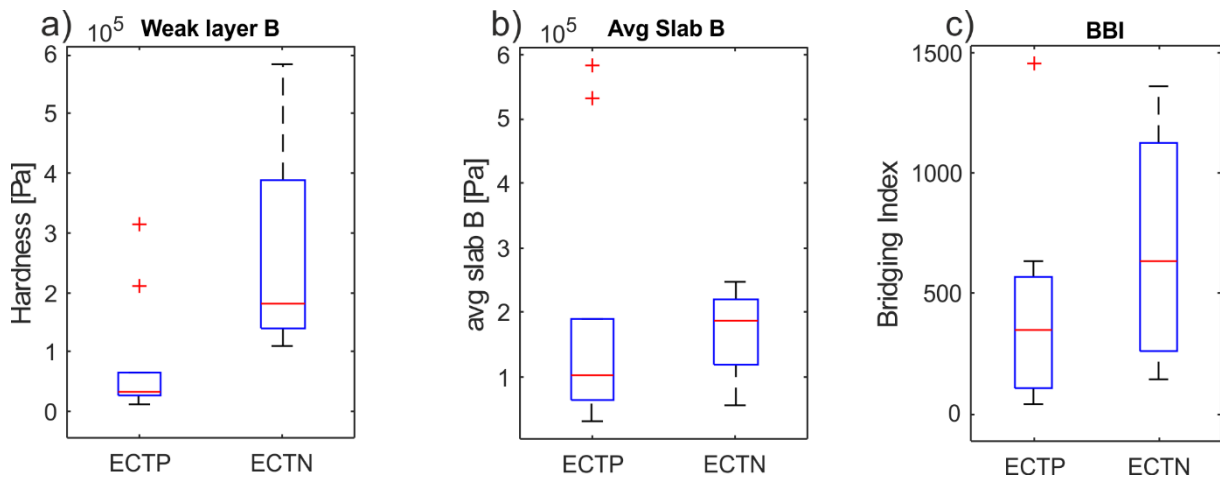 a)
10^5
Weak layer B
Hardness [Pa]
6
5
4
3
2
1
0
ECTP
ECTN
b)
10^5
Avg Slab B
avg slab B [Pa]
6
5
4
3
2
1
ECTP
ECTN
c)
BBI
Bridging Index
1500
1000
500
0
ECTP
ECTN